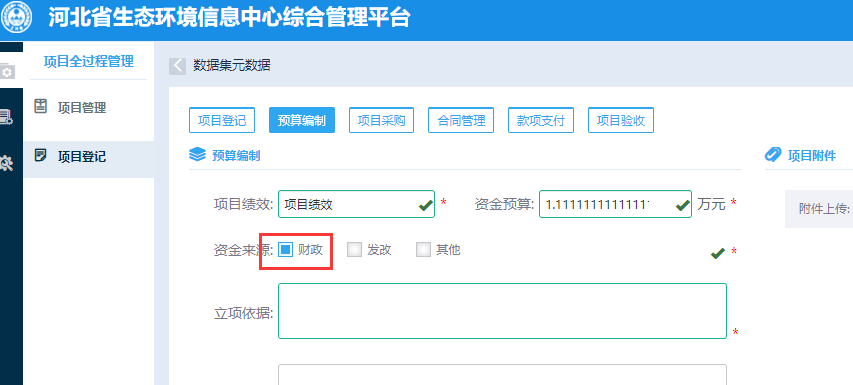 河北省生态环境信息中心综合管理平台
项目全过程管理
项目管理
项目登记
数据集元数据
项目登记 预算编制 项目采购 合同管理 款项支付 项目验收
预算编制
项目附件
项目绩效: 项目绩效 * 资金预算: 1.1111111111111 万元 *
附件上传:
资金来源: 财政 发改 其他 *
立项依据: *